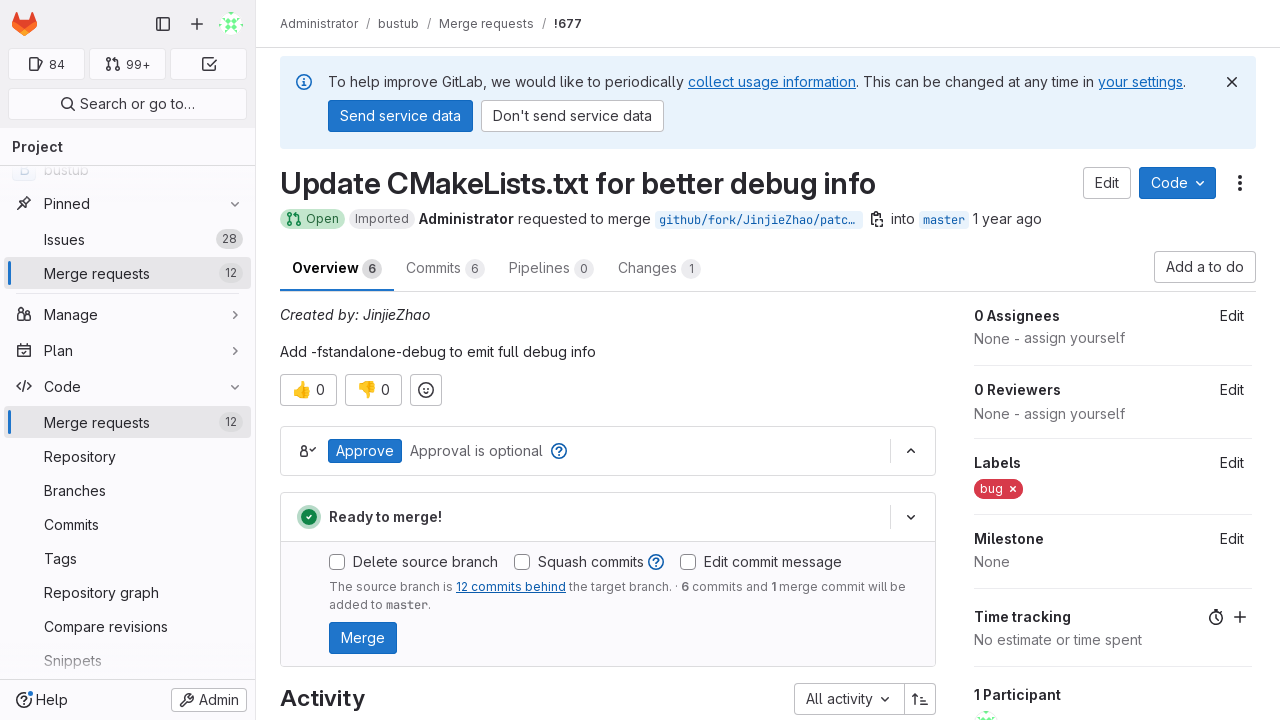 84
99+
Search or go to…
Project
bustub
Pinned
Issues 28
Merge requests 12
Manage
Plan
Code
Merge requests 12
Repository
Branches
Commits
Tags
Repository graph
Compare revisions
Snippets
Help
Admin
Administrator / bustub / Merge requests / !677
To help improve GitLab, we would like to periodically collect usage information. This can be changed at any time in your settings.
Send service data Don't send service data
Update CMakeLists.txt for better debug info
Edit Code
Open Imported Administrator requested to merge github/fork/JinjieZhao/patc… into master 1 year ago
Overview 6 Commits 6 Pipelines 0 Changes 1
Add a to do
Created by: JinjieZhao
Add -fstandalone-debug to emit full debug info
👍 0 👎 0
Approve Approval is optional
Ready to merge!
Delete source branch Squash commits Edit commit message
The source branch is 12 commits behind the target branch. · 6 commits and 1 merge commit will be
added to master.
Merge
Activity
All activity
0 Assignees Edit
None - assign yourself
0 Reviewers Edit
None - assign yourself
Labels Edit
bug
Milestone Edit
None
Time tracking
No estimate or time spent
1 Participant